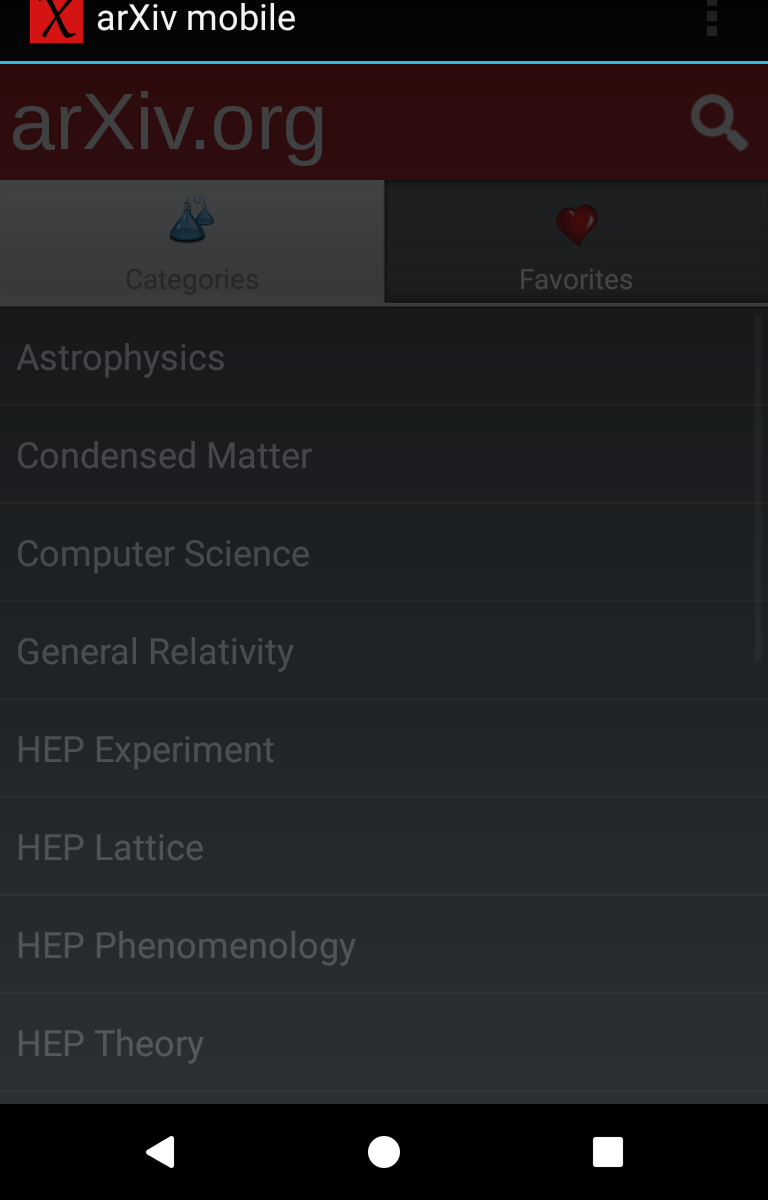 X arXiv mobile
arXiv.org
Categories
Favorites
Astrophysics
Condensed Matter
Computer Science
General Relativity
HEP Experiment
HEP Lattice
HEP Phenomenology
HEP Theory